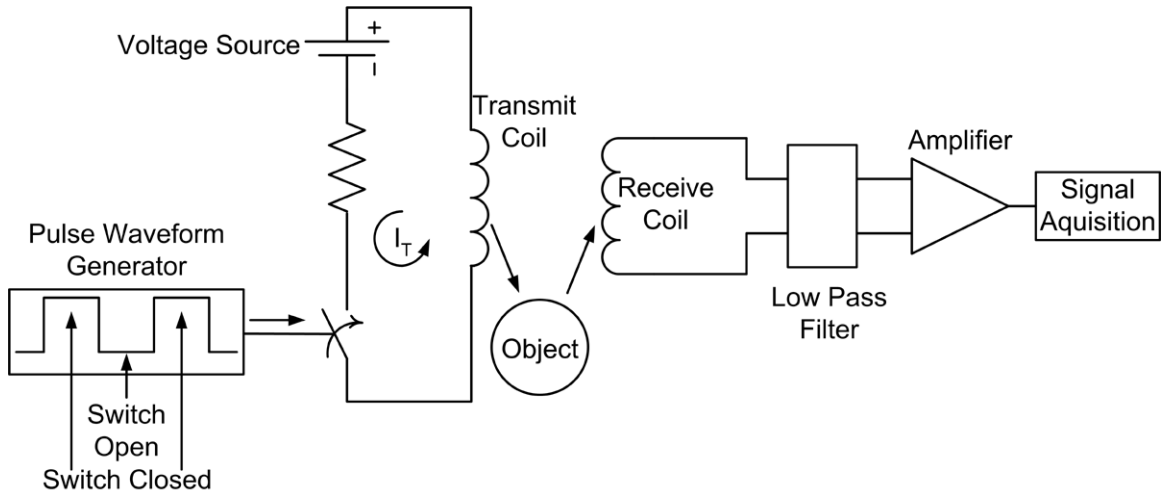 Voltage Source
+
−
Transmit
Coil
Amplifier
Receive
Coil
Signal
Aquisition
Pulse Waveform
Generator
I_T
Low Pass
Filter
Object
Switch
Open
Switch Closed